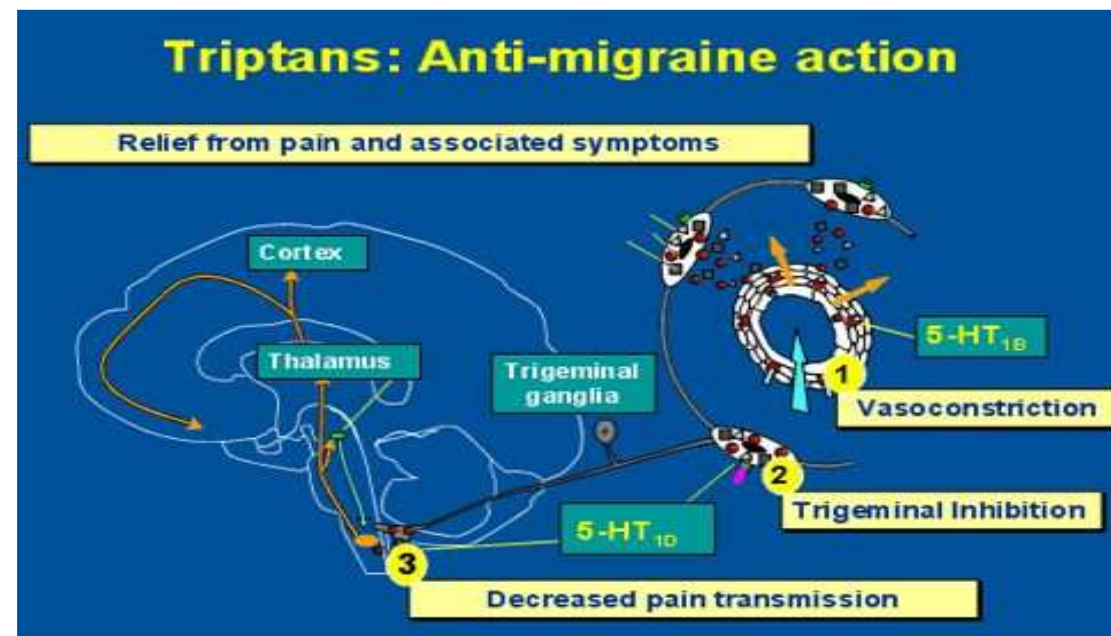 Triptans: Anti-migraine action
Relief from pain and associated symptoms
Cortex
Thalamus
Trigeminal
ganglia
5-HT1B
1
Vasoconstriction
2
Trigeminal Inhibition
5-HT1D
3
Decreased pain transmission